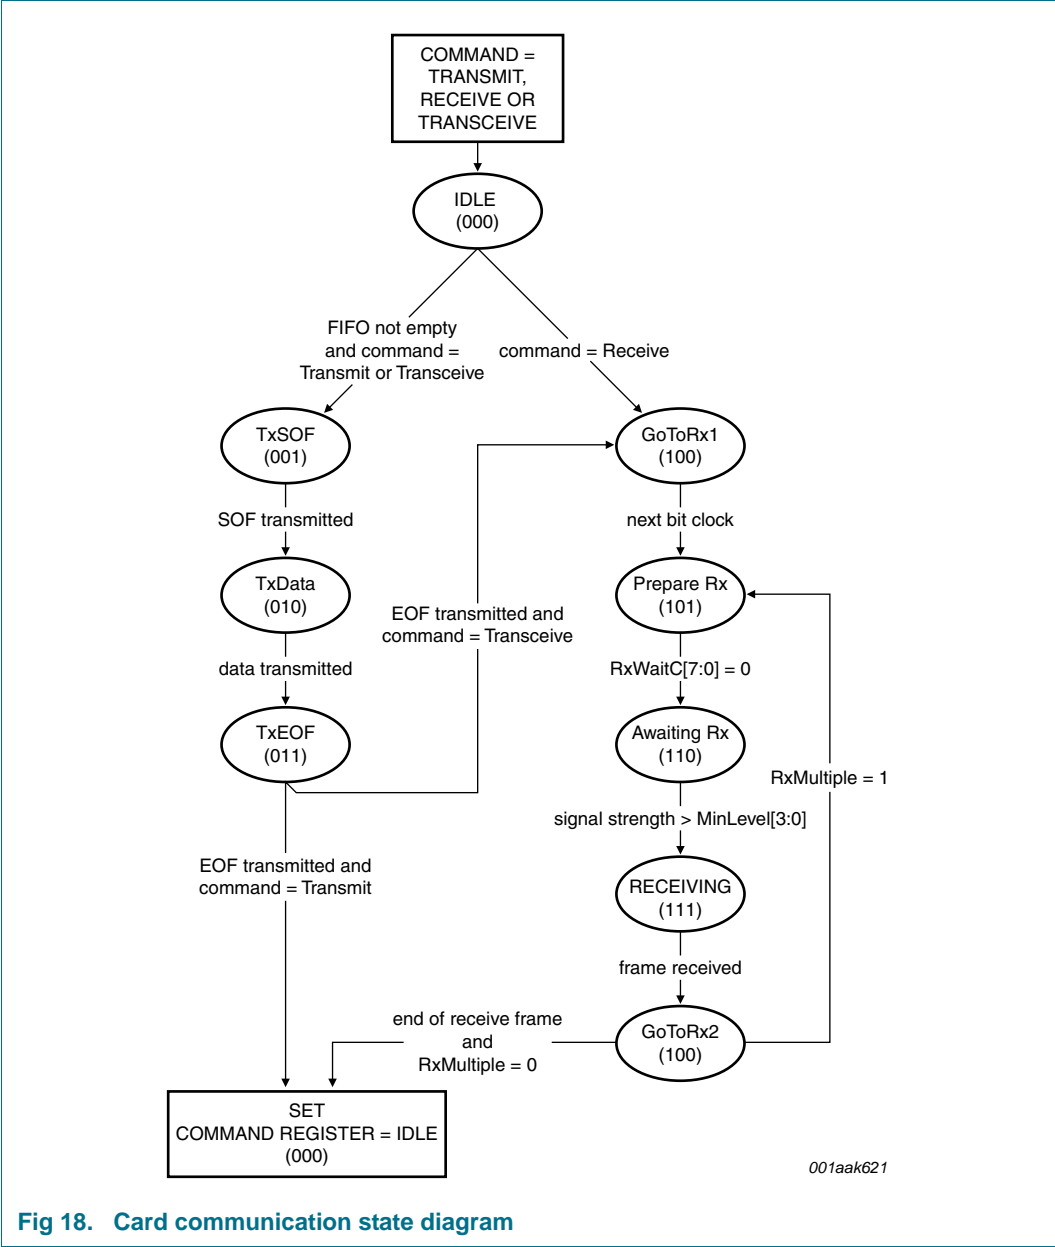 COMMAND =
TRANSMIT,
RECEIVE OR
TRANSCEIVE
IDLE
(000)
FIFO not empty
and command =
Transmit or Transceive
command = Receive
TxSOF
(001)
GoToRx1
(100)
SOF transmitted
next bit clock
TxData
(010)
Prepare Rx
(101)
EOF transmitted and
command = Transceive
data transmitted
RxWaitC[7:0] = 0
TxEOF
(011)
Awaiting Rx
(110)
RxMultiple = 1
signal strength > MinLevel[3:0]
EOF transmitted and
command = Transmit
RECEIVING
(111)
frame received
end of receive frame
and
RxMultiple = 0
GoToRx2
(100)
SET
COMMAND REGISTER = IDLE
(000)
001aak621
Fig 18. Card communication state diagram